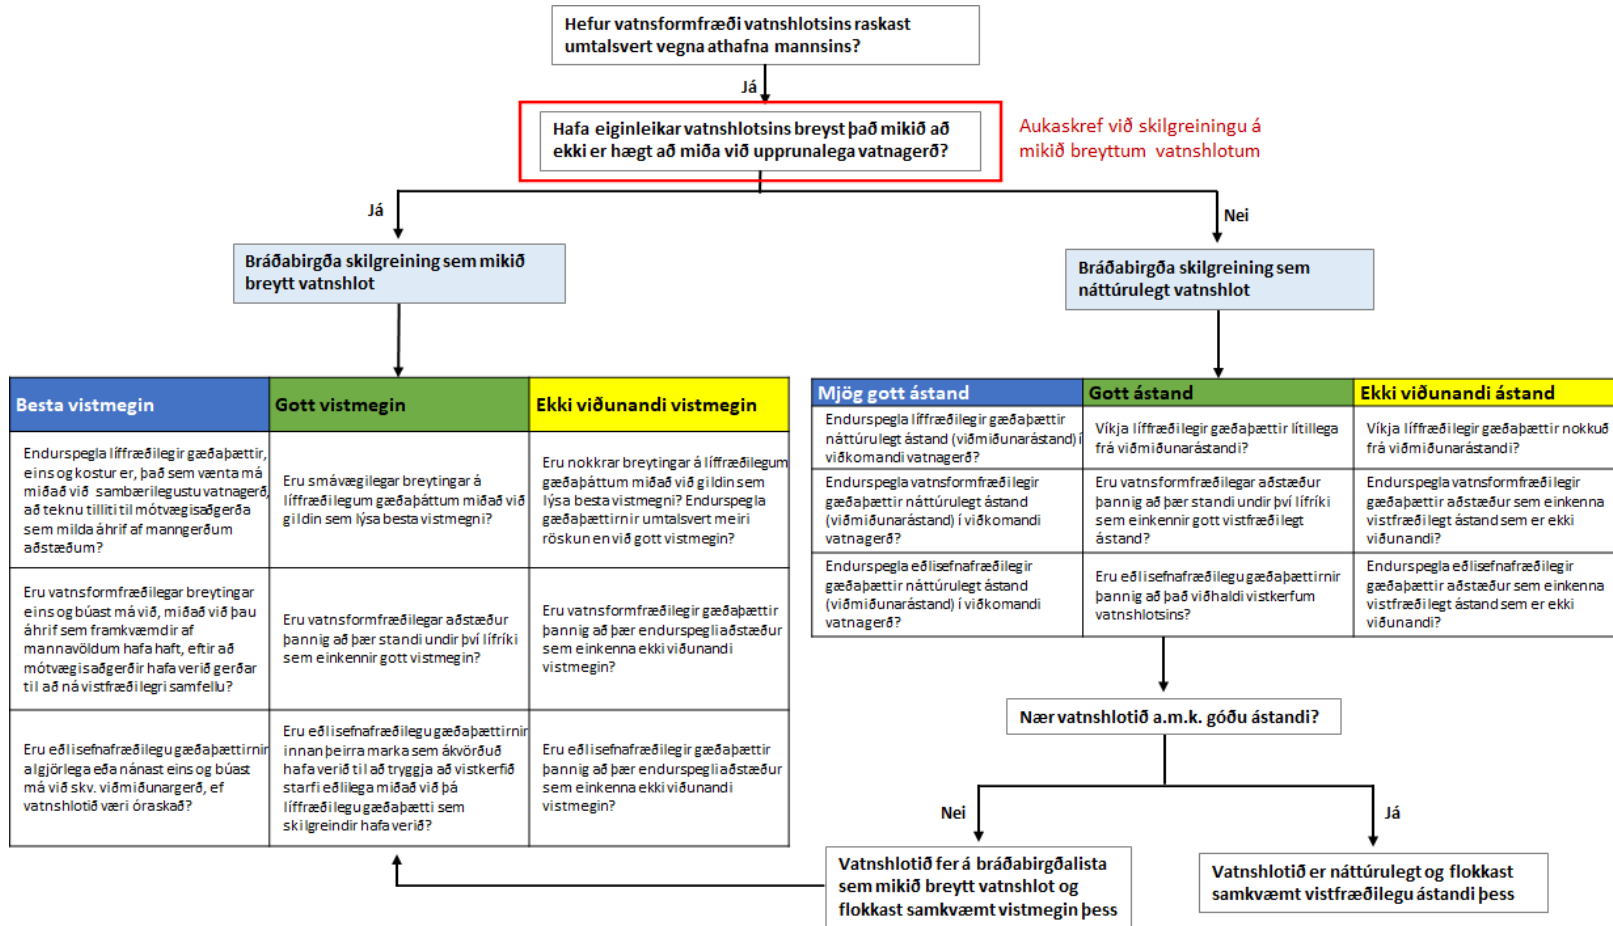 Hefur vatnsformfræði vatnshlotsins raskast
umtalsvert vegna athafna mannsins?
Já
Hafa eiginleikar vatnshlotsins breyst það mikið að
ekki er hægt að miða við upprunalega vatnagerð?
Aukaskref við skilgreiningu á
mikið breyttum vatnshlotum
Já
Nei
Bráðabirgða skilgreining sem mikið
breytt vatnshlot
Bráðabirgða skilgreining sem
náttúrulegt vatnshlot
Besta vistmegin
Gott vistmegin
Ekki viðunandi vistmegin
Endurspegla líffræðilegir gæðaþættir,
eins og kostur er, það sem vænta má
miðað við sambærilegustu vatnagerð,
að teknu tilliti til mótvægisaðgerða
sem milda áhrif af manngerðum
aðstæðum?
Eru smávægilegar breytingar á
líffræðilegum gæðaþáttum miðað við
gildin sem lýsa besta vistmegni?
Eru nokkrar breytingar á líffræðilegum
gæðaþáttum miðað við gildin sem
lýsa besta vistmegni? Endurspegla
gæðaþættirnir umtalsvert meiri
röskun en við gott vistmegin?
Eru vatnsformfræðilegar breytingar
eins og búast má við, miðað við þau
áhrif sem framkvæmdir af
mannavöldum hafa haft, eftir að
mótvægisaðgerðir hafa verið gerðar
til að ná vistfræðilegri samfellu?
Eru vatnsformfræðilegar aðstæður
þannig að þær standi undir því lífríki
sem einkennir gott vistmegin?
Eru vatnsformfræðilegir gæðaþættir
þannig að þær endurspegli aðstæður
sem einkenna ekki viðunandi
vistmegin?
Eru eðlisefnafræðilegu gæðaþættirnir
algjörlega eða nánast eins og búast
má við skv. viðmiðunargerð, ef
vatnshlotið væri óraskað?
Eru eðlisefnafræðilegu gæðaþættirnir
innan þeirra marka sem ákvörðuð
hafa verið til að tryggja að vistkerfið
starfi eðlilega miðað við þá
líffræðilegu gæðaþætti sem
skilgreindir hafa verið?
Eru eðlisefnafræðilegir gæðaþættir
þannig að þær endurspegli aðstæður
sem einkenna ekki viðunandi
vistmegin?
Mjög gott ástand
Gott ástand
Ekki viðunandi ástand
Endurspegla líffræðilegir gæðaþættir
náttúrulegt ástand (viðmiðunarástand) í
viðkomandi vatnagerð?
Víkja líffræðilegir gæðaþættir lítillega
frá viðmiðunarástandi?
Víkja líffræðilegir gæðaþættir nokkuð
frá viðmiðunarástandi?
Endurspegla vatnsformfræðilegir
gæðaþættir náttúrulegt ástand
(viðmiðunarástand) í viðkomandi
vatnagerð?
Eru vatnsformfræðilegar aðstæður
þannig að þær standi undir lífríki
sem einkennir gott vistfræðilegt
ástand?
Endurspegla vatnsformfræðilegir
gæðaþættir aðstæður sem einkenna
vistfræðilegt ástand sem er ekki
viðunandi?
Endurspegla eðlisefnafræðilegir
gæðaþættir náttúrulegt ástand
(viðmiðunarástand) í viðkomandi
vatnagerð?
Eru eðlisefnafræðilegu gæðaþættirnir
þannig að það viðhaldi vistkerfum
vatnshlotsins?
Endurspegla eðlisefnafræðilegir
gæðaþættir aðstæður sem einkenna
vistfræðilegt ástand sem er ekki
viðunandi?
Nær vatnshlotið a.m.k. góðu ástandi?
Nei
Já
Vatnshlotið fer á bráðabirgðalista
sem mikið breytt vatnshlot og
flokkast samkvæmt vistmegin þess
Vatnshlotið er náttúrulegt og flokkast
samkvæmt vistfræðilegu ástandi þess